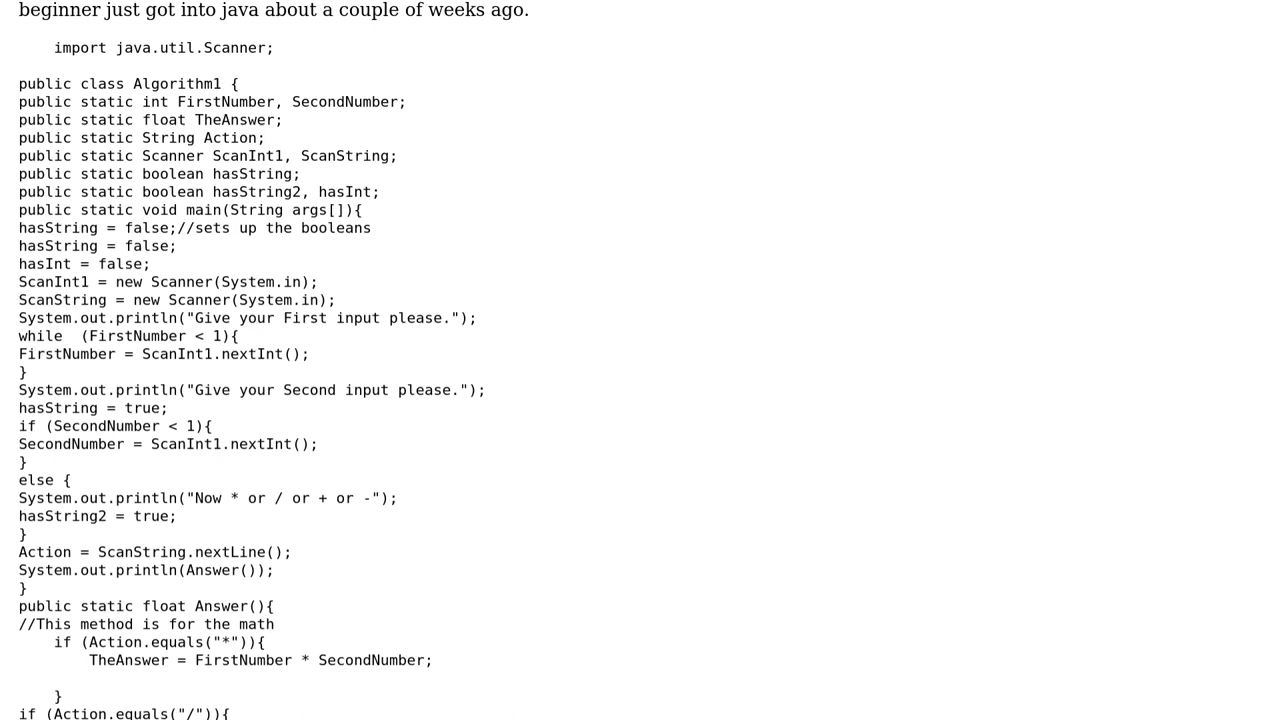 beginner just got into java about a couple of weeks ago.
    import java.util.Scanner;

public class Algorithm1 {
public static int FirstNumber, SecondNumber;
public static float TheAnswer;
public static String Action;
public static Scanner ScanInt1, ScanString;
public static boolean hasString;
public static boolean hasString2, hasInt;
public static void main(String args[]){
hasString = false;//sets up the booleans
hasString = false;
hasInt = false;
ScanInt1 = new Scanner(System.in);
ScanString = new Scanner(System.in);
System.out.println("Give your First input please.");
while  (FirstNumber < 1){
FirstNumber = ScanInt1.nextInt();
}
System.out.println("Give your Second input please.");
hasString = true;
if (SecondNumber < 1){
SecondNumber = ScanInt1.nextInt();
}
else {
System.out.println("Now * or / or + or -");
hasString2 = true;
}
Action = ScanString.nextLine();
System.out.println(Answer());
}
public static float Answer(){
//This method is for the math
    if (Action.equals("*")){
        TheAnswer = FirstNumber * SecondNumber;

    }
if (Action.equals("/")){